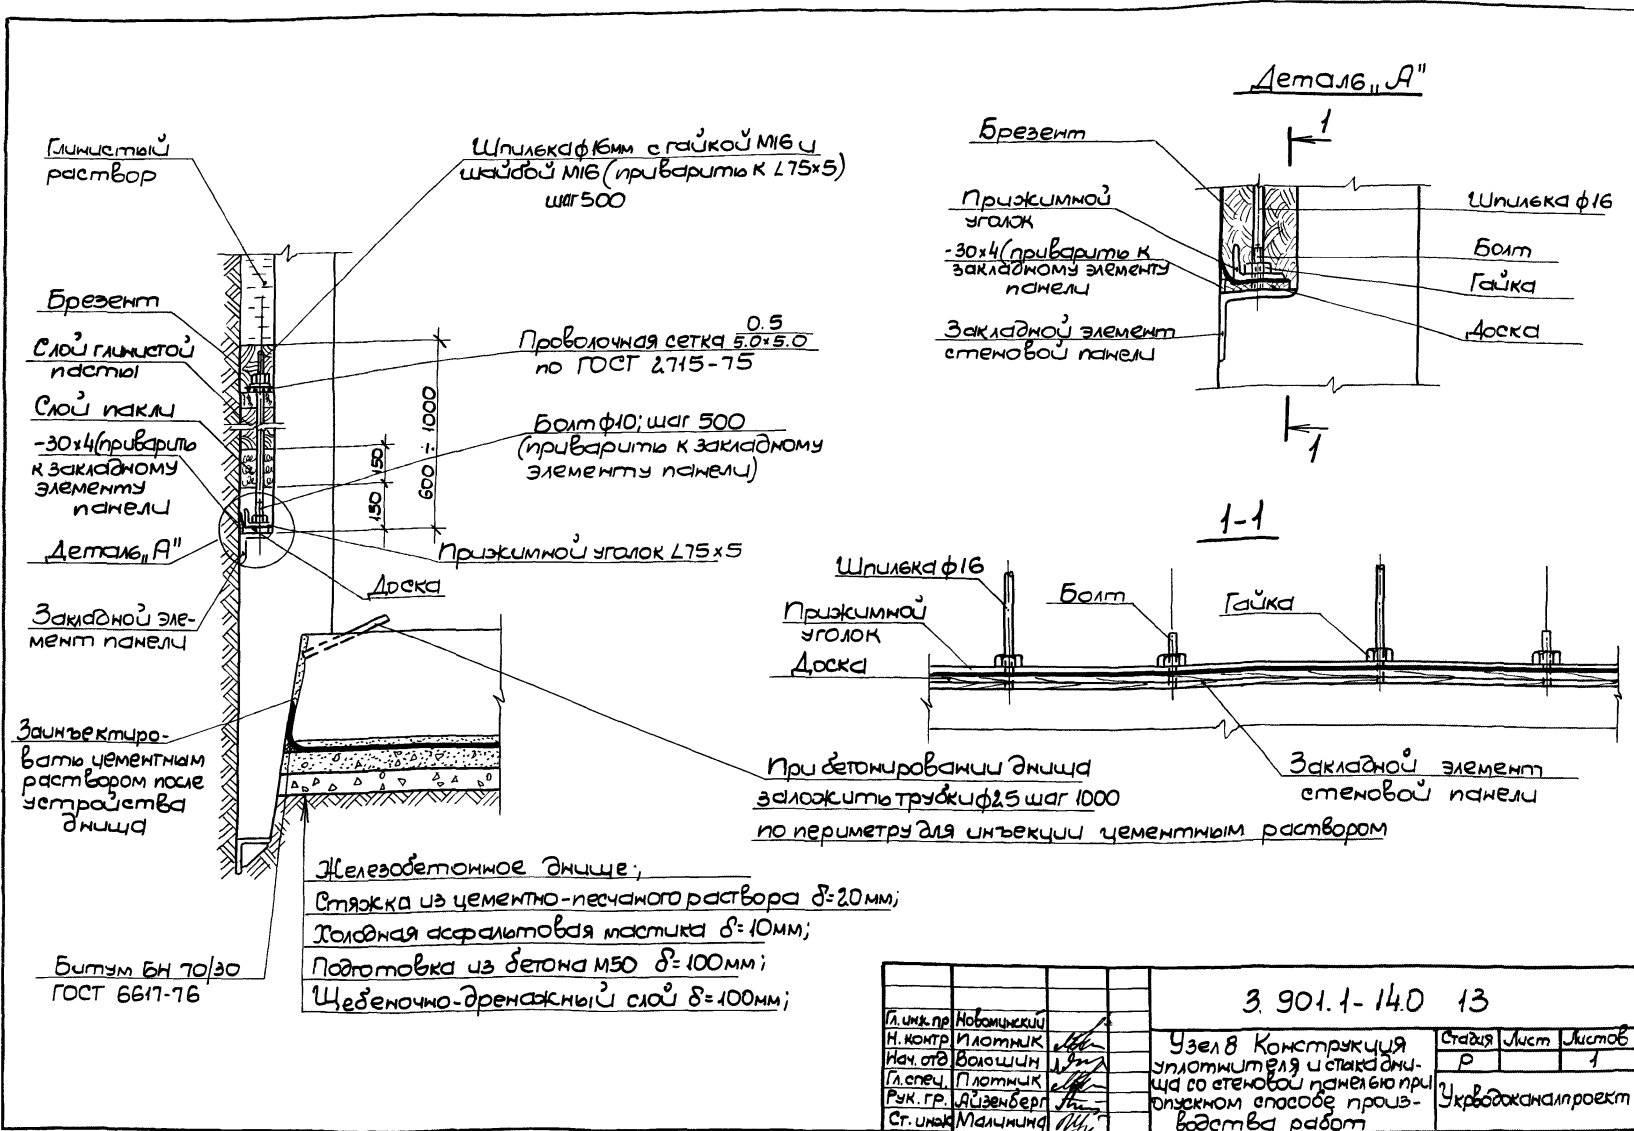 Глинистый
раствор
Шпилька ф16мм с гайкой М16 и
шайбой М16 (приварить к L75×5)
шаг 500
Брезент
Слой глинистой
пасты
Слой пакли
-30×4(приварить
к закладному
элементу
панели
Деталь „А"
Закладной эле-
мент панели
Проволочная сетка 0.5
5.0×5.0
по ГОСТ 2715-75
Болт ф10; шаг 500
(приварить к закладному
элементу панели)
600 ÷ 1000
150
150
Прижимной уголок L75×5
Доска
Заинъектиро-
вать цементным
раствором после
устройства
днища
При бетонировании днища
заложить трубки ф25 шаг 1000
по периметру для инъекции цементным раствором
Железобетонное днище;
Стяжка из цементно-песчаного раствора δ=20мм;
Холодная асфальтовая мастика δ=10мм;
Подготовка из бетона М50 δ=100мм;
Щебеночно-дренажный слой δ=100мм;
Битум БН 70/30
ГОСТ 6617-76
Деталь „А"
1
Брезент
Прижимной
уголок
-30×4(приварить к
закладному элементу
панели
Закладной элемент
стеновой панели
Шпилька ф16
Болт
Гайка
Доска
1
1-1
Шпилька ф16
Прижимной
уголок
Доска
Болт
Гайка
Закладной элемент
стеновой панели
3.901.1-14.0 13
Гл.инж.пр Новоминский
Н.контр Плотник
Нач.отд Волошин
Гл.спец. Плотник
Рук.гр. Айзенберг
Ст.инж Малинина
Узел 8 Конструкция
уплотнителя и стыка дни-
ща со стеновой панелью при
опускном способе произ-
водства работ
Стадия Лист Листов
Р 1
Укрводоканалпроект